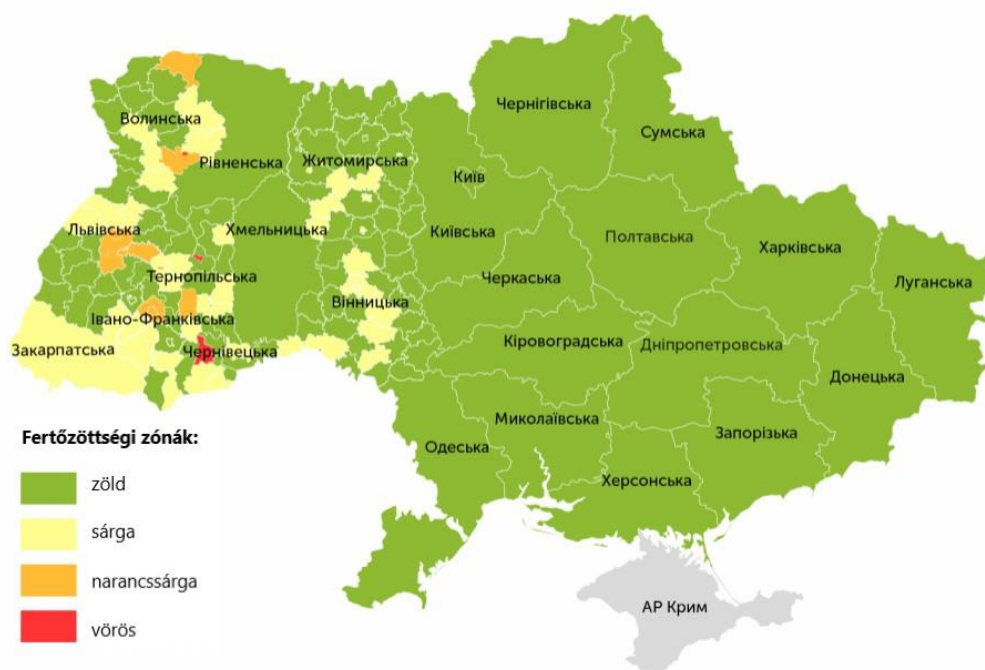 Чернігівська
Сумська
Волинська
Рівненська
Житомирська
Київ
Львівська
Хмельницька
Київська
Полтавська
Харківська
Черкаська
Луганська
Тернопільська
Вінницька
Івано-Франківська
Закарпатська
Чернівецька
Кіровоградська
Дніпропетровська
Донецька
Миколаївська
Запорізька
Одеська
Херсонська
АР Крим
Fertőzöttségi zónák:
zöld
sárga
narancssárga
vörös